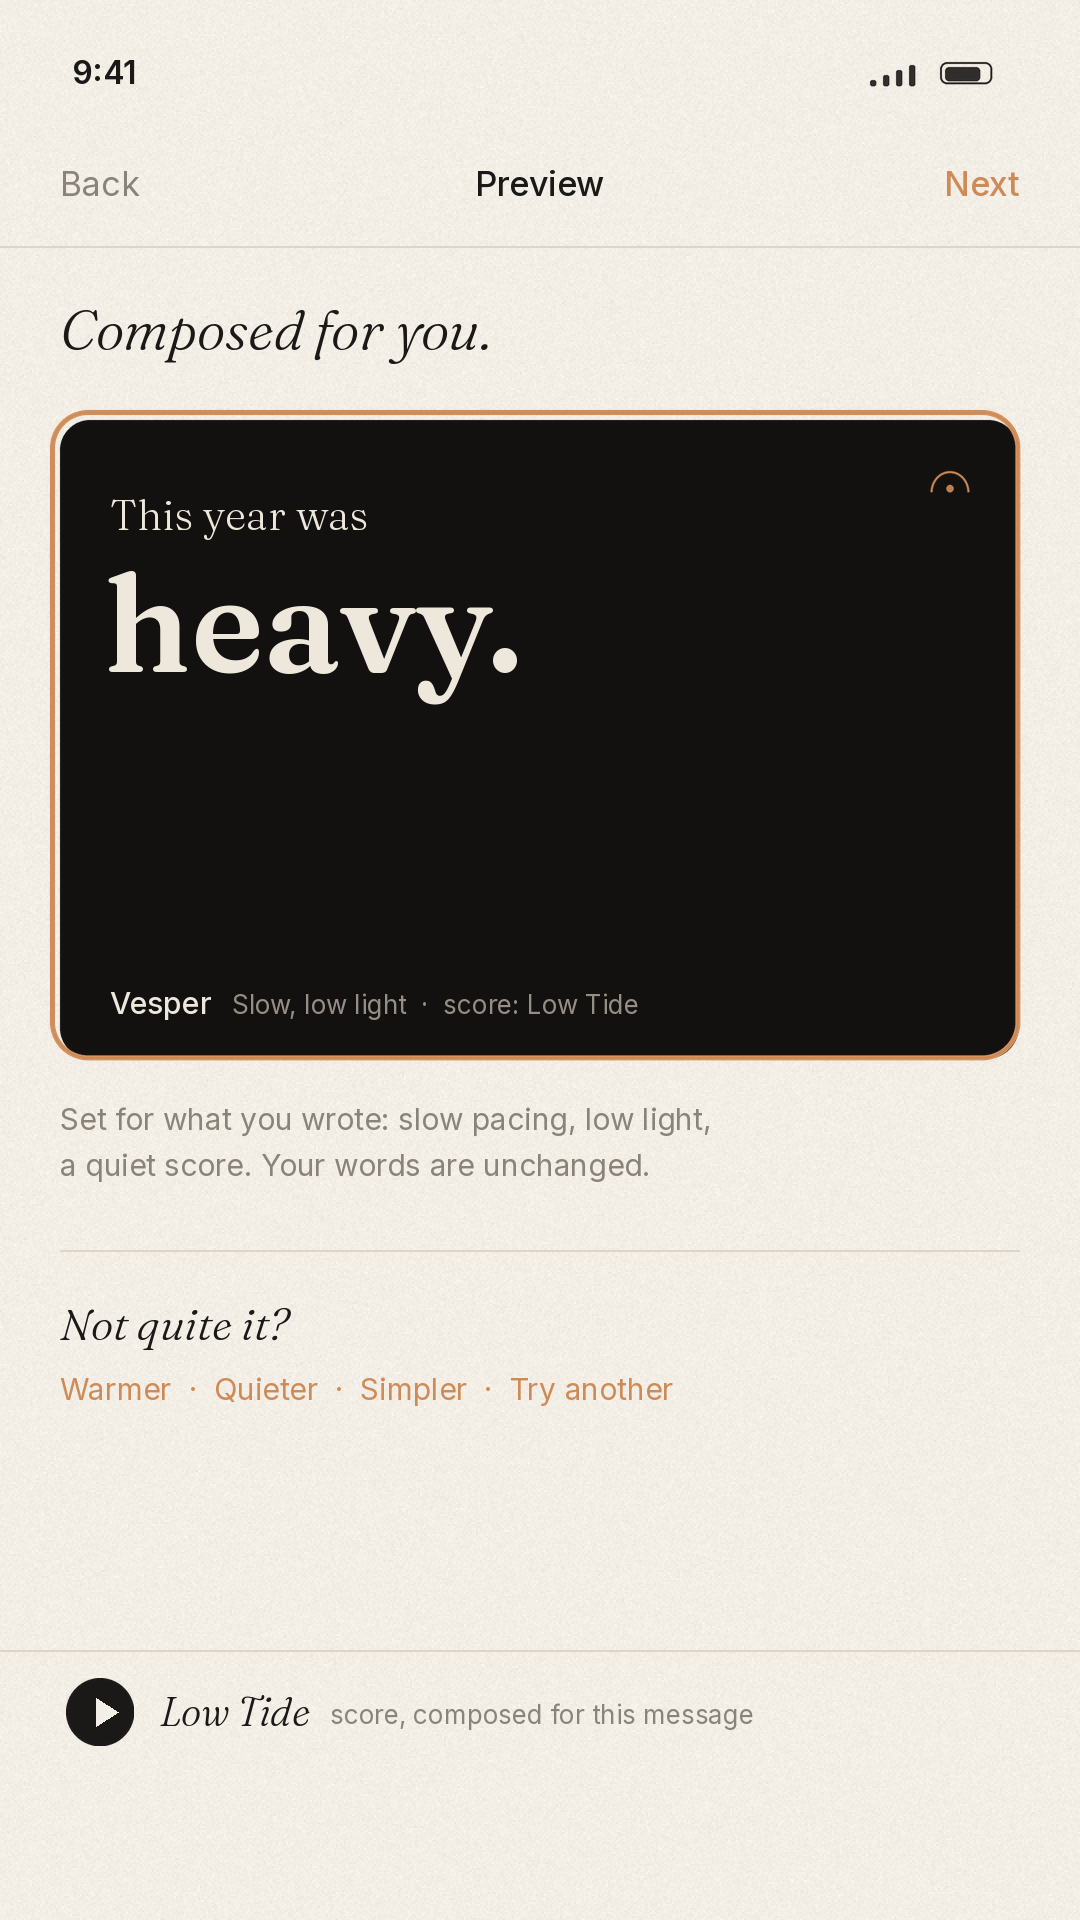 9:41
Back Preview Next
Composed for you.
This year was
heavy.
Vesper Slow, low light · score: Low Tide
Set for what you wrote: slow pacing, low light,
a quiet score. Your words are unchanged.
Not quite it?
Warmer · Quieter · Simpler · Try another
Low Tide score, composed for this message